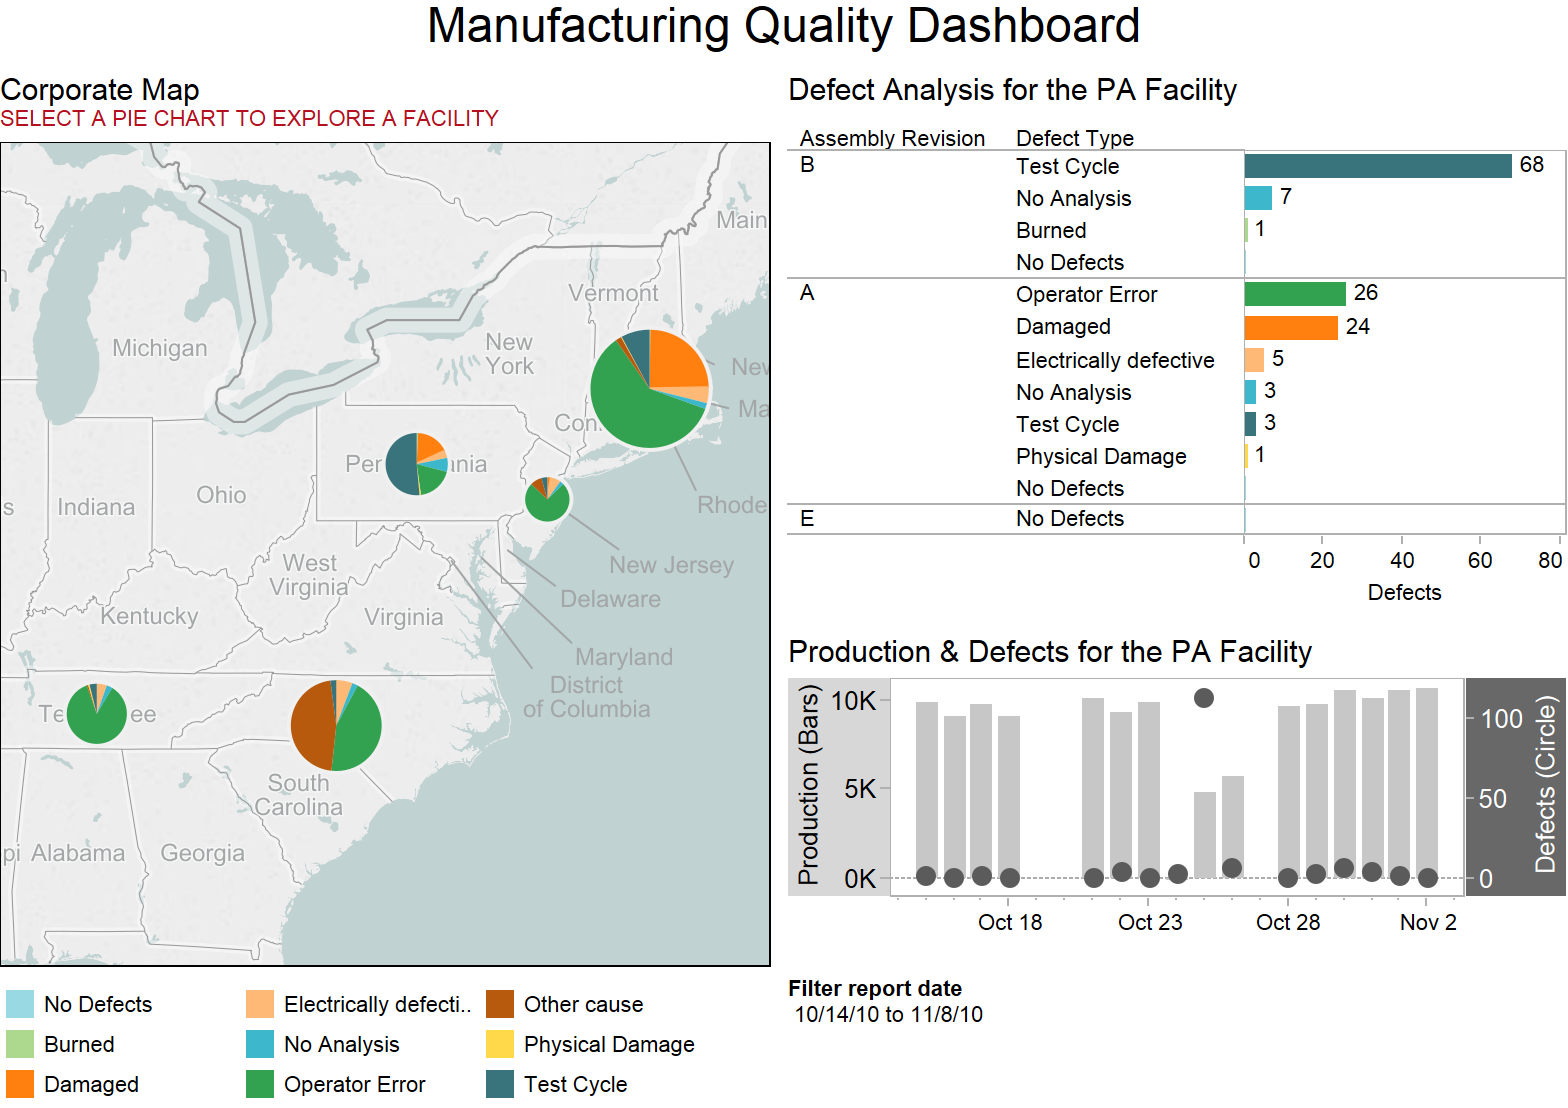 Manufacturing Quality Dashboard
Corporate Map
SELECT A PIE CHART TO EXPLORE A FACILITY
Main
Vermont
Michigan
New
York
New
Ma
Con
Per
nia
Ohio
Indiana
s
Rhode
New Jersey
West
Virginia
Delaware
Kentucky
Virginia
Maryland
District
of Columbia
Te
ee
South
Carolina
pi
Alabama
Georgia
No Defects
Electrically defecti..
Other cause
Burned
No Analysis
Physical Damage
Damaged
Operator Error
Test Cycle
Defect Analysis for the PA Facility
Assembly Revision Defect Type
B Test Cycle 68
No Analysis 7
Burned 1
No Defects
A Operator Error 26
Damaged 24
Electrically defective 5
No Analysis 3
Test Cycle 3
Physical Damage 1
No Defects
E No Defects
0 20 40 60 80
Defects
Production & Defects for the PA Facility
Production (Bars)
10K
5K
0K
100
50
0
Defects (Circle)
Oct 18 Oct 23 Oct 28 Nov 2
Filter report date
10/14/10 to 11/8/10